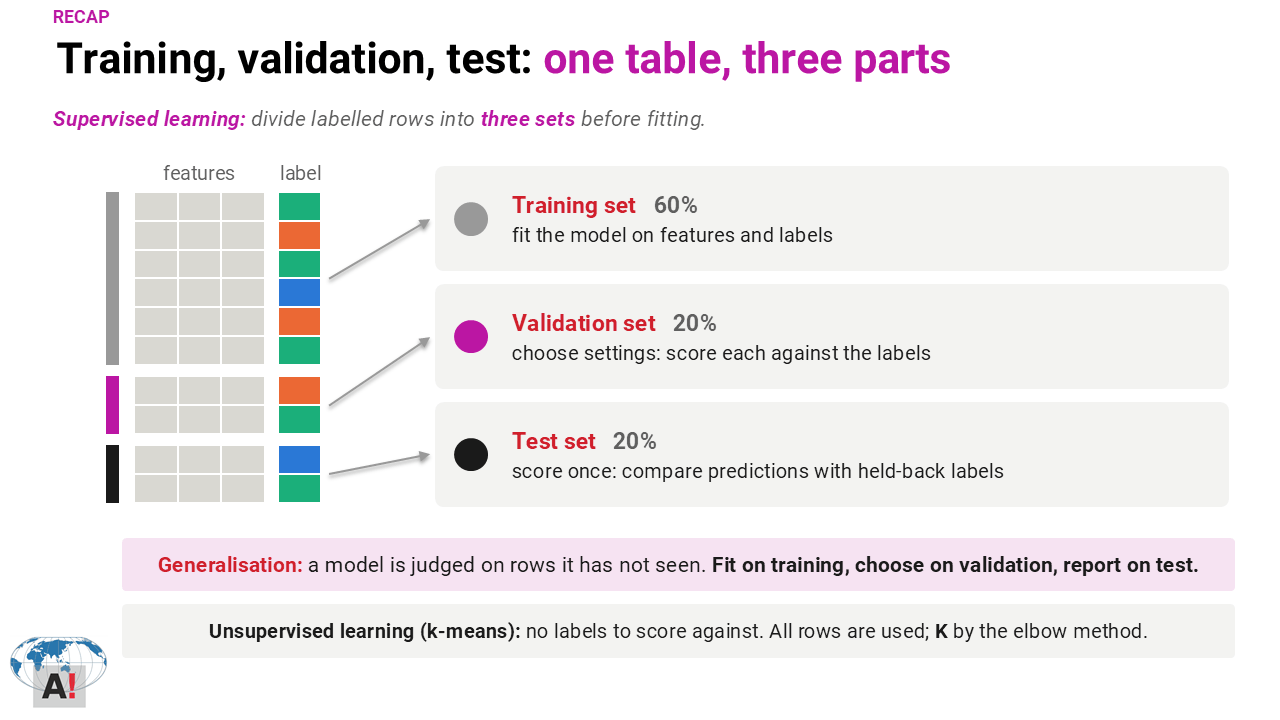 RECAP
Training, validation, test: one table, three parts
Supervised learning: divide labelled rows into three sets before fitting.
features label
Training set 60%
fit the model on features and labels
Validation set 20%
choose settings: score each against the labels
Test set 20%
score once: compare predictions with held-back labels
Generalisation: a model is judged on rows it has not seen. Fit on training, choose on validation, report on test.
Unsupervised learning (k-means): no labels to score against. All rows are used; K by the elbow method.
A!